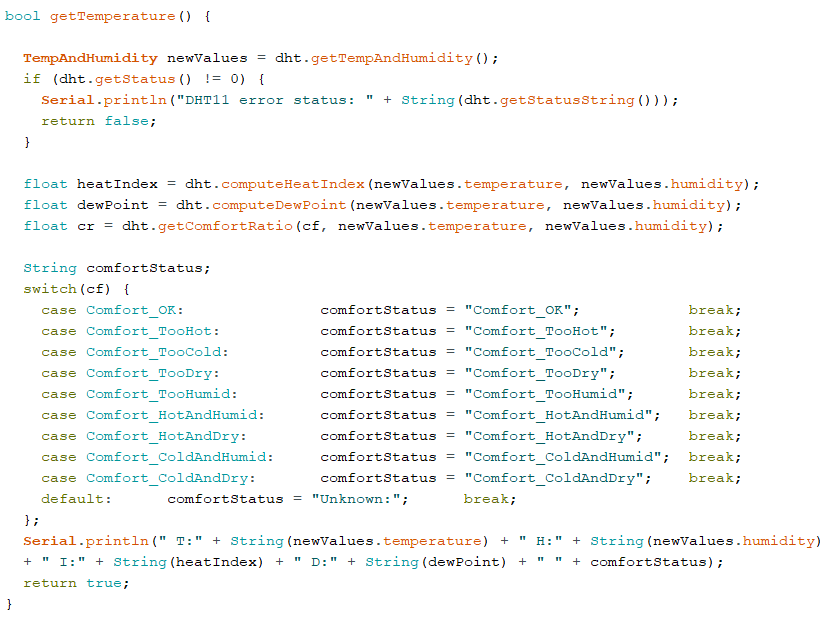 bool getTemperature() {
TempAndHumidity newValues = dht.getTempAndHumidity();
if (dht.getStatus() != 0) {
Serial.println("DHT11 error status: " + String(dht.getStatusString()));
return false;
}
float heatIndex = dht.computeHeatIndex(newValues.temperature, newValues.humidity);
float dewPoint = dht.computeDewPoint(newValues.temperature, newValues.humidity);
float cr = dht.getComfortRatio(cf, newValues.temperature, newValues.humidity);
String comfortStatus;
switch(cf) {
case Comfort_OK: comfortStatus = "Comfort_OK"; break;
case Comfort_TooHot: comfortStatus = "Comfort_TooHot"; break;
case Comfort_TooCold: comfortStatus = "Comfort_TooCold"; break;
case Comfort_TooDry: comfortStatus = "Comfort_TooDry"; break;
case Comfort_TooHumid: comfortStatus = "Comfort_TooHumid"; break;
case Comfort_HotAndHumid: comfortStatus = "Comfort_HotAndHumid"; break;
case Comfort_HotAndDry: comfortStatus = "Comfort_HotAndDry"; break;
case Comfort_ColdAndHumid: comfortStatus = "Comfort_ColdAndHumid"; break;
case Comfort_ColdAndDry: comfortStatus = "Comfort_ColdAndDry"; break;
default: comfortStatus = "Unknown:"; break;
};
Serial.println(" T:" + String(newValues.temperature) + " H:" + String(newValues.humidity)
+ " I:" + String(heatIndex) + " D:" + String(dewPoint) + " " + comfortStatus);
return true;
}